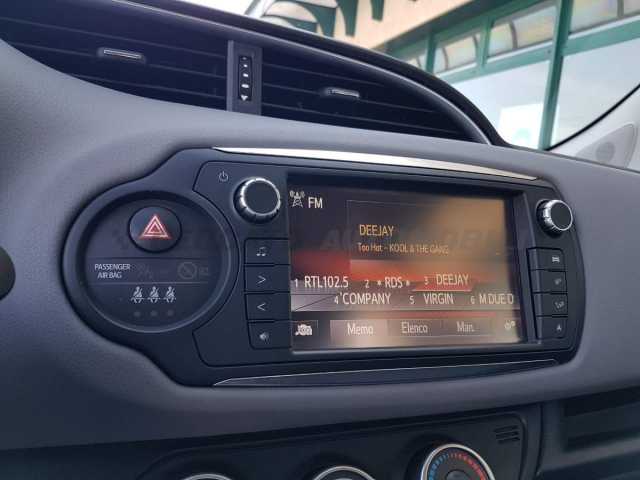 FM
DEEJAY
Too Hot - KOOL & THE GANG
1 RTL102.5 2 *RDS* 3 DEEJAY
4 COMPANY 5 VIRGIN 6 M DUE O
Memo Elenco Man.
PASSENGER
AIR BAG